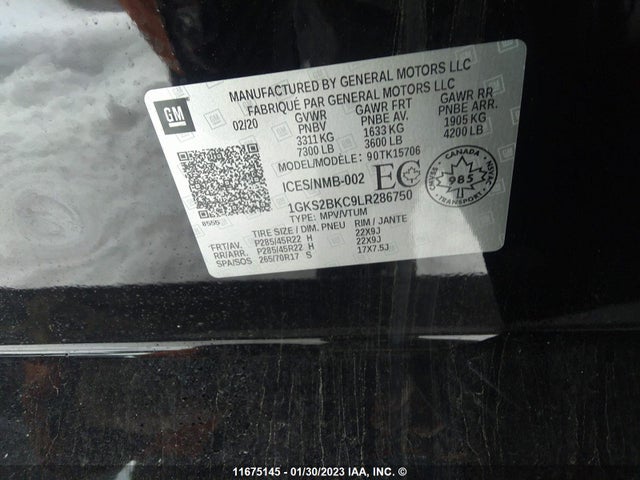 MANUFACTURED BY GENERAL MOTORS LLC
FABRIQUÉ PAR GENERAL MOTORS LLC
GM
02/20
GVWR GAWR FRT GAWR RR
PNBV PNBE AV. PNBE ARR.
3311 KG 1633 KG 1905 KG
7300 LB 3600 LB 4200 LB
MODEL/MODÈLE: 90TK15706
ICES/NMB-002 EC
CANADA
985
1GKS2BKC9LR286750
TYPE: MPV/VTUM
TIRE SIZE / DIM. PNEU RIM / JANTE
FRT/AV. P285/45R22 H 22X9J
RR/ARR. P285/45R22 H 22X9J
SPA/SOS 265/70R17 S 17X7.5J
11675145 - 01/30/2023 IAA, INC. ©